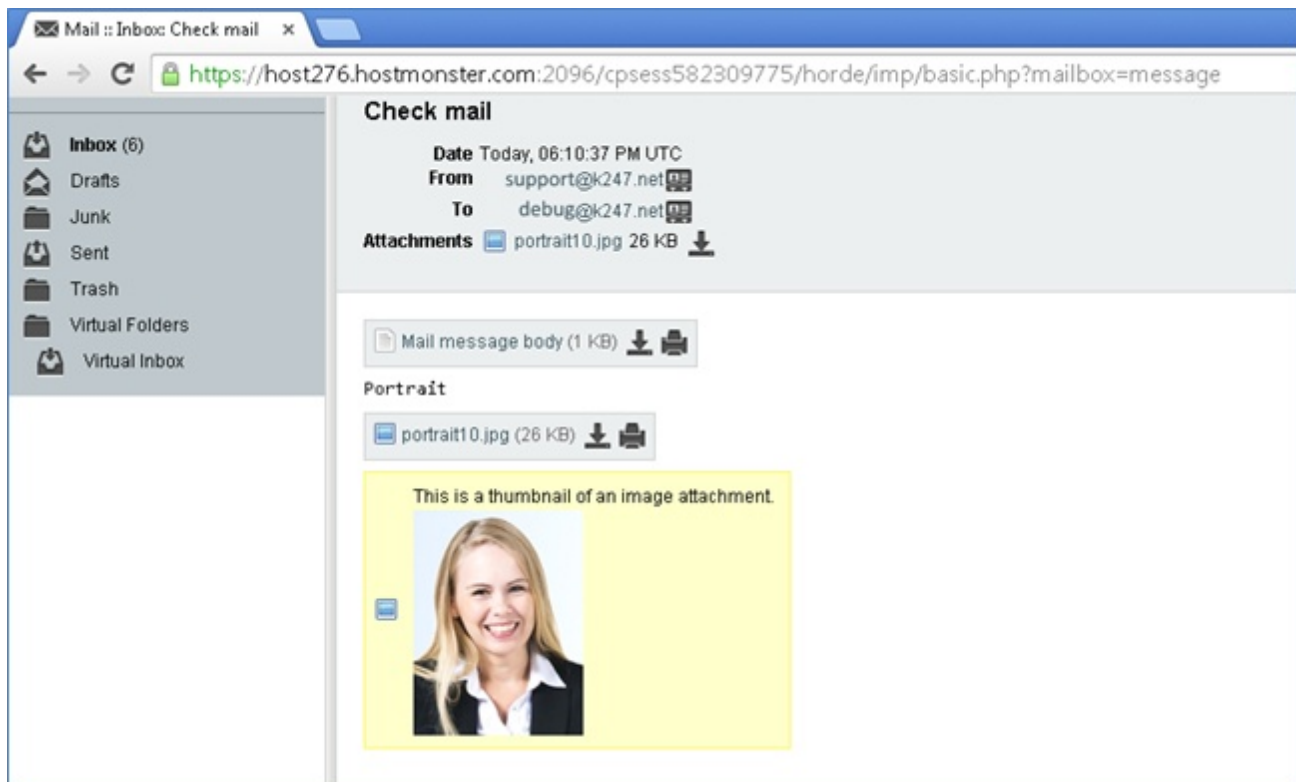 Mail :: Inbox: Check mail ×
https://host276.hostmonster.com:2096/cpsess582309775/horde/imp/basic.php?mailbox=message
Inbox (6)
Drafts
Junk
Sent
Trash
Virtual Folders
Virtual Inbox
Check mail
Date Today, 06:10:37 PM UTC
From support@k247.net
To debug@k247.net
Attachments portrait10.jpg 26 KB
Mail message body (1 KB)
Portrait
portrait10.jpg (26 KB)
This is a thumbnail of an image attachment.